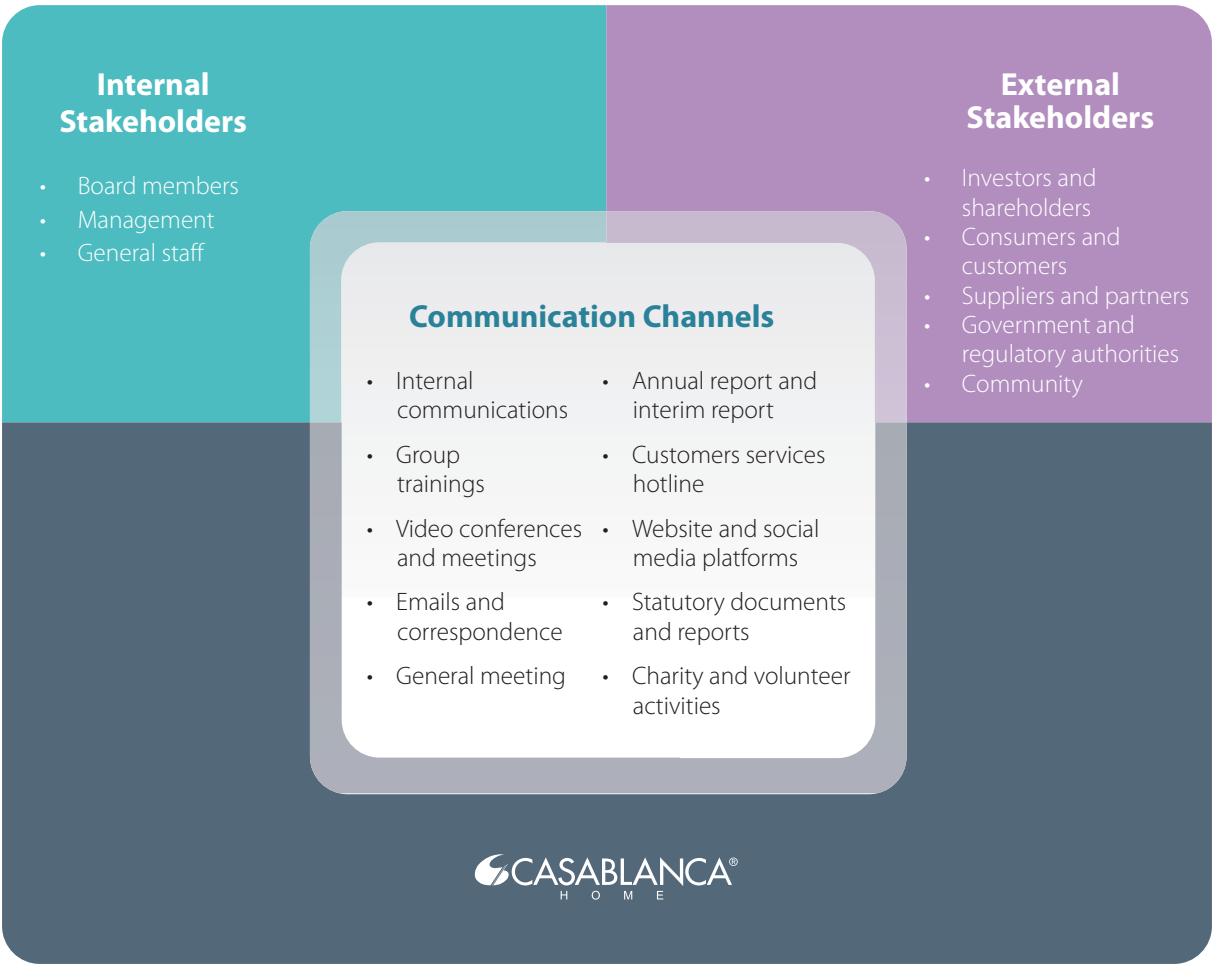 Internal
Stakeholders
• Board members
• Management
• General staff
External
Stakeholders
• Investors and
shareholders
• Consumers and
customers
• Suppliers and partners
• Government and
regulatory authorities
• Community
Communication Channels
• Internal
communications
• Group
trainings
• Video conferences
and meetings
• Emails and
correspondence
• General meeting
• Annual report and
interim report
• Customers services
hotline
• Website and social
media platforms
• Statutory documents
and reports
• Charity and volunteer
activities
CASABLANCA®
HOME